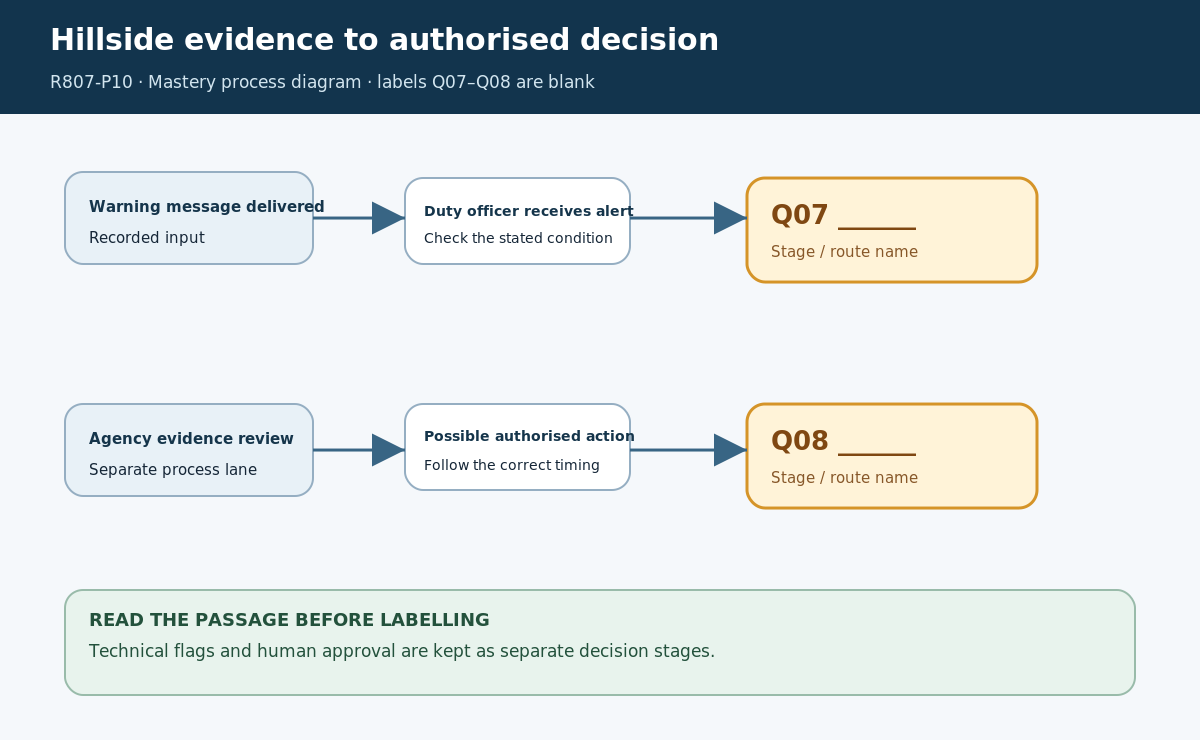 Hillside evidence to authorised decision
R807-P10 · Mastery process diagram · labels Q07–Q08 are blank
Warning message delivered
Recorded input
Duty officer receives alert
Check the stated condition
Q07 ______
Stage / route name
Agency evidence review
Separate process lane
Possible authorised action
Follow the correct timing
Q08 ______
Stage / route name
READ THE PASSAGE BEFORE LABELLING
Technical flags and human approval are kept as separate decision stages.